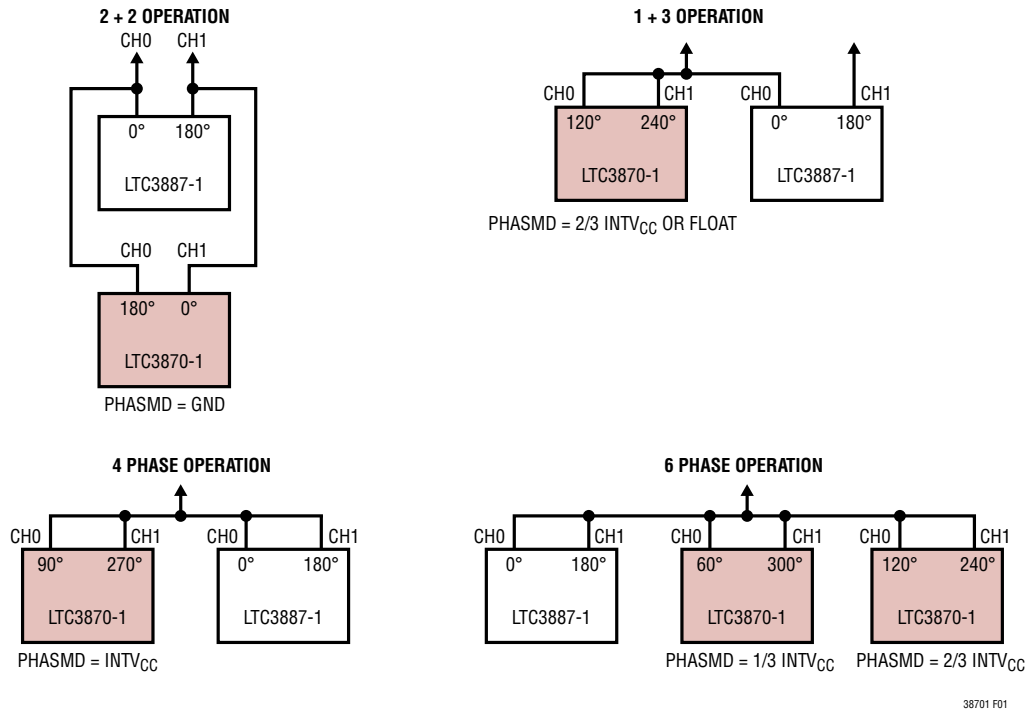 2 + 2 OPERATION
CH0 CH1
0° 180°
LTC3887-1
CH0 CH1
180° 0°
LTC3870-1
PHASMD = GND
1 + 3 OPERATION
CH0 CH1 CH0 CH1
120° 240° 0° 180°
LTC3870-1 LTC3887-1
PHASMD = 2/3 INTVCC OR FLOAT
4 PHASE OPERATION
CH0 CH1 CH0 CH1
90° 270° 0° 180°
LTC3870-1 LTC3887-1
PHASMD = INTVCC
6 PHASE OPERATION
CH0 CH1 CH0 CH1 CH0 CH1
0° 180° 60° 300° 120° 240°
LTC3887-1 LTC3870-1 LTC3870-1
PHASMD = 1/3 INTVCC PHASMD = 2/3 INTVCC
38701 F01